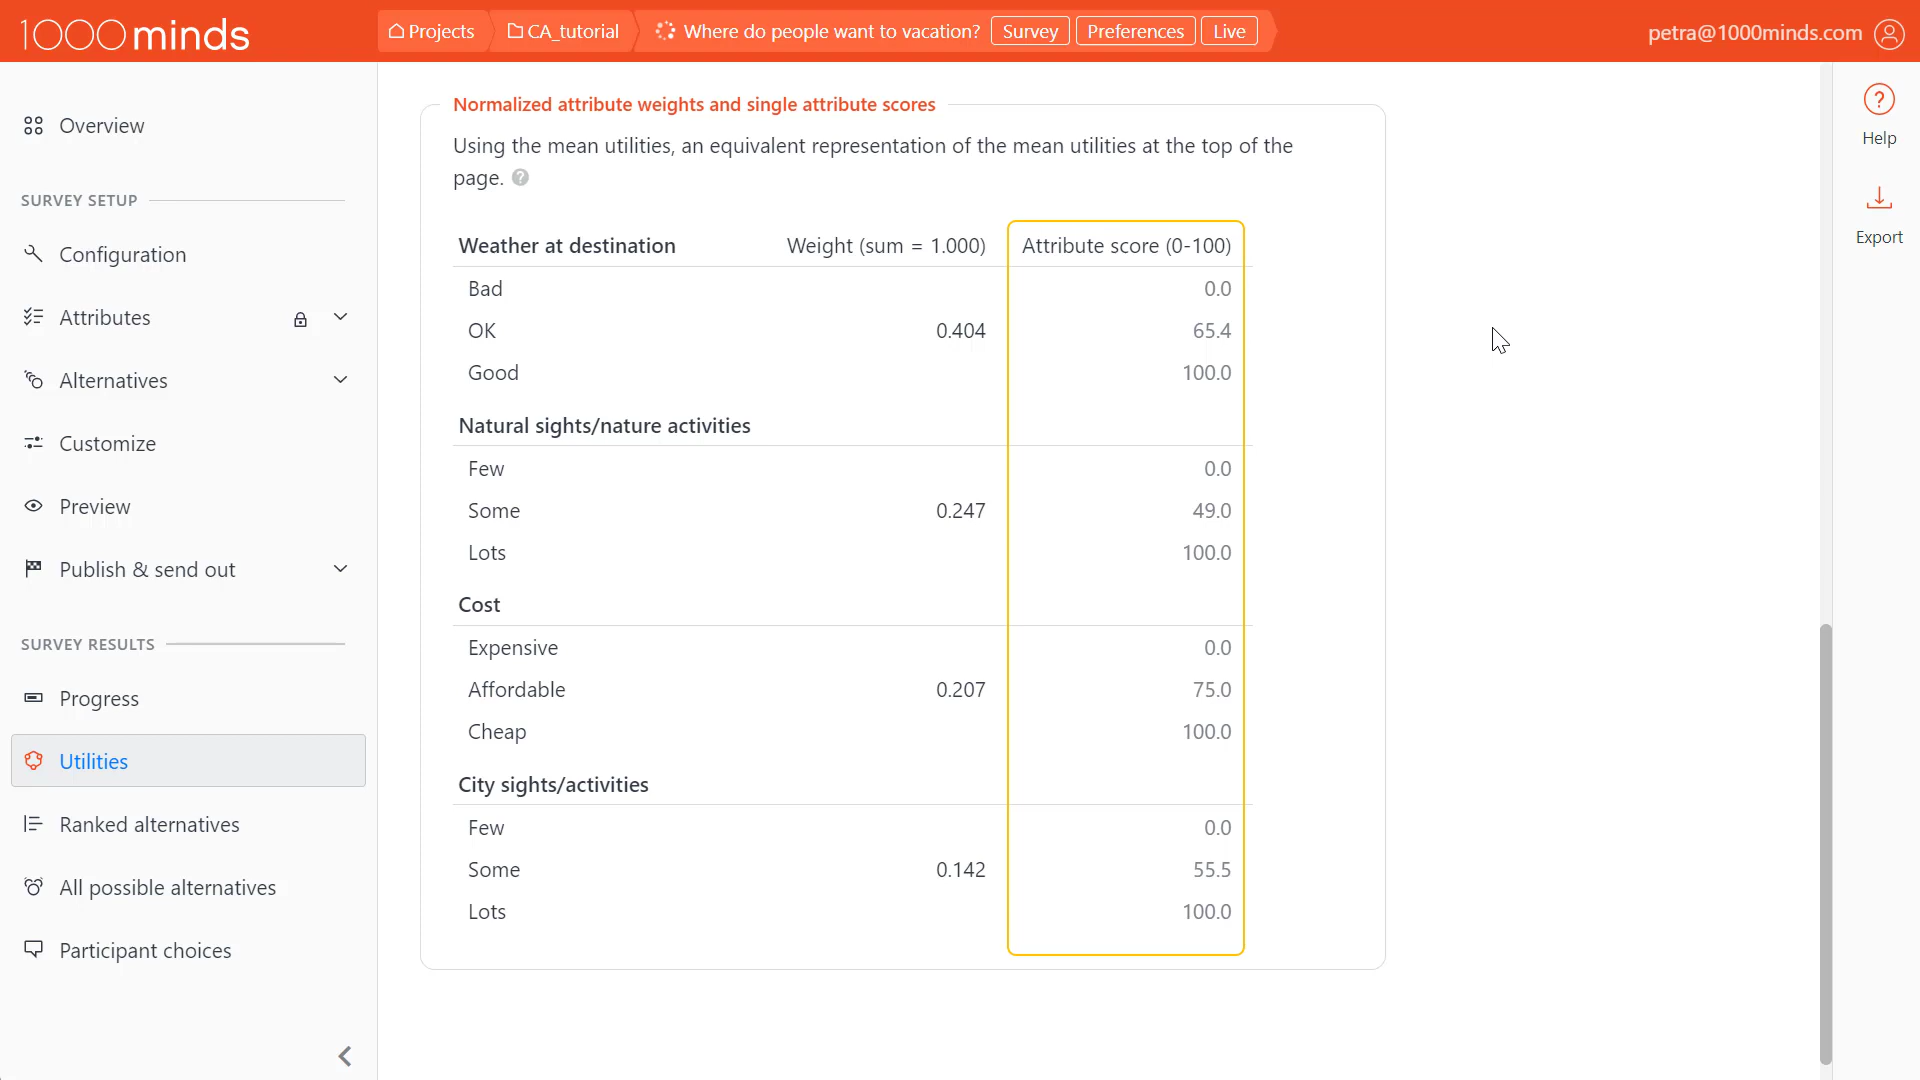 1000minds
Projects
CA_tutorial
Where do people want to vacation?
Survey
Preferences
Live
petra@1000minds.com
Overview
SURVEY SETUP
Configuration
Attributes
Alternatives
Customize
Preview
Publish & send out
SURVEY RESULTS
Progress
Utilities
Ranked alternatives
All possible alternatives
Participant choices
Normalized attribute weights and single attribute scores
Using the mean utilities, an equivalent representation of the mean utilities at the top of the
page. ?
Weather at destination Weight (sum = 1.000) Attribute score (0-100)
Bad 0.0
OK 0.404 65.4
Good 100.0
Natural sights/nature activities
Few 0.0
Some 0.247 49.0
Lots 100.0
Cost
Expensive 0.0
Affordable 0.207 75.0
Cheap 100.0
City sights/activities
Few 0.0
Some 0.142 55.5
Lots 100.0
?
Help
Export